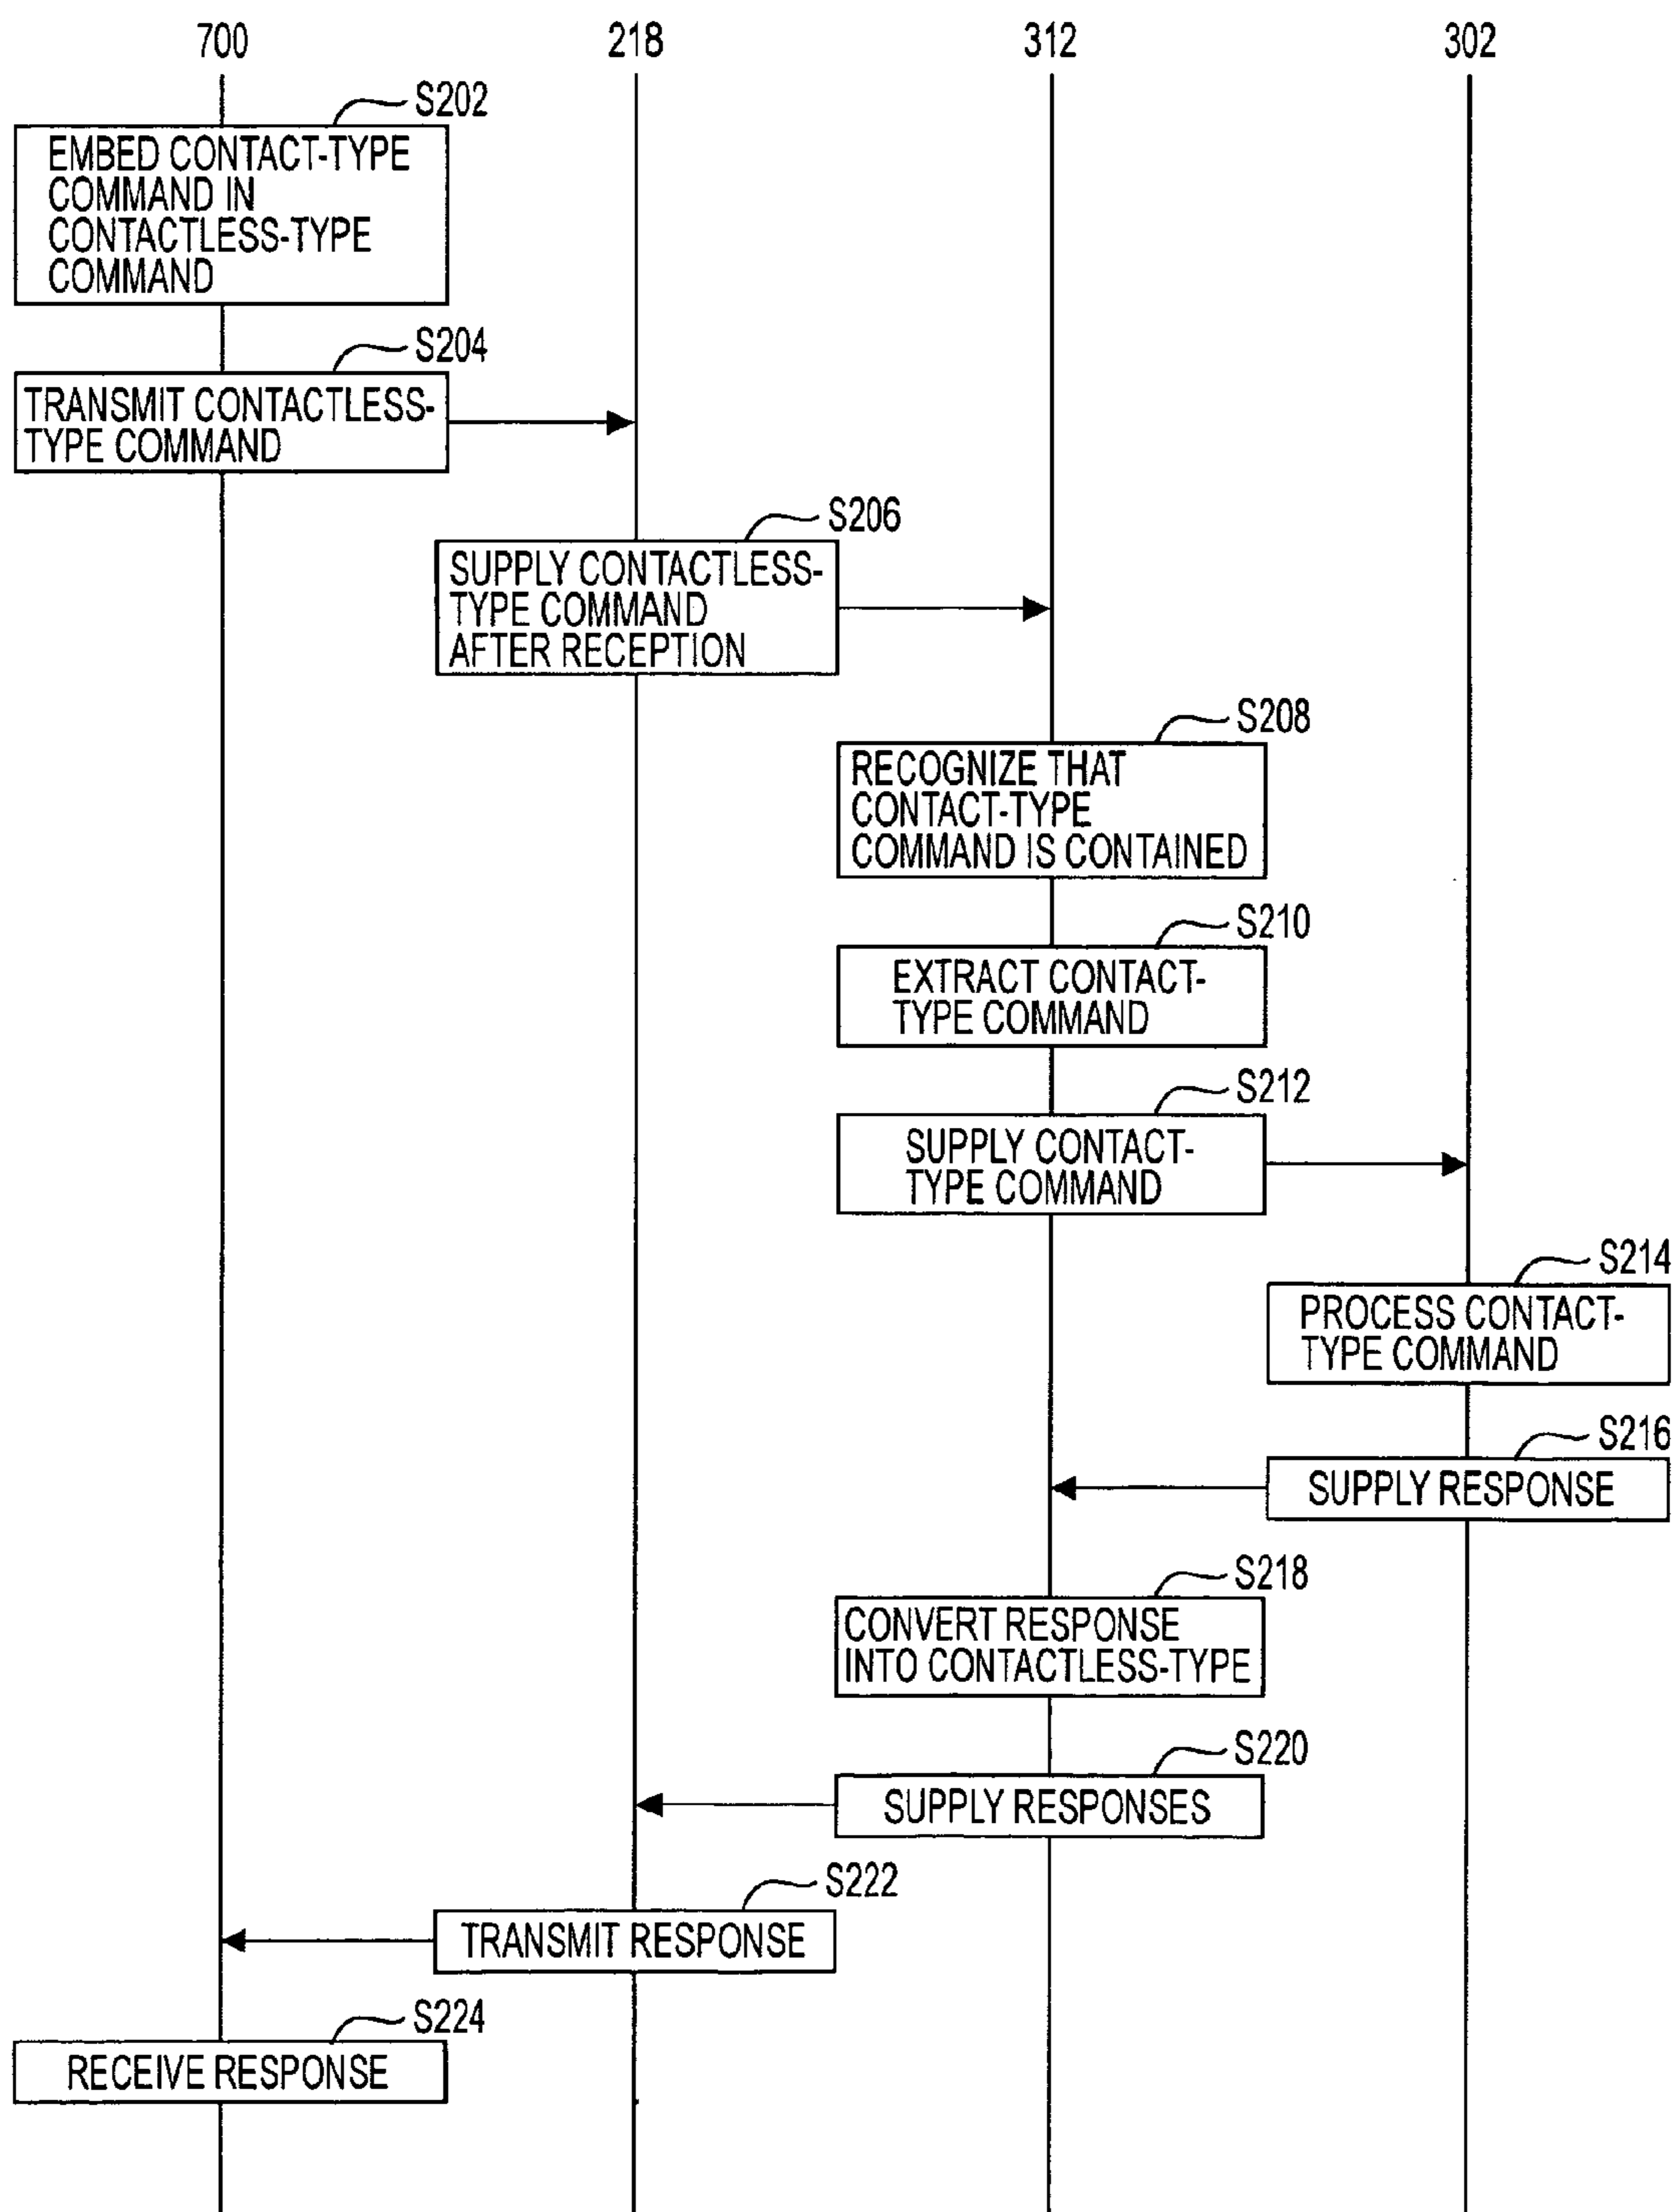 700
218
312
302
S202
EMBED CONTACT-TYPE
COMMAND IN
CONTACTLESS-TYPE
COMMAND
S204
TRANSMIT CONTACTLESS-
TYPE COMMAND
S206
SUPPLY CONTACTLESS-
TYPE COMMAND
AFTER RECEPTION
S208
RECOGNIZE THAT
CONTACT-TYPE
COMMAND IS CONTAINED
S210
EXTRACT CONTACT-
TYPE COMMAND
S212
SUPPLY CONTACT-
TYPE COMMAND
S214
PROCESS CONTACT-
TYPE COMMAND
S216
SUPPLY RESPONSE
S218
CONVERT RESPONSE
INTO CONTACTLESS-TYPE
S220
SUPPLY RESPONSES
S222
TRANSMIT RESPONSE
S224
RECEIVE RESPONSE